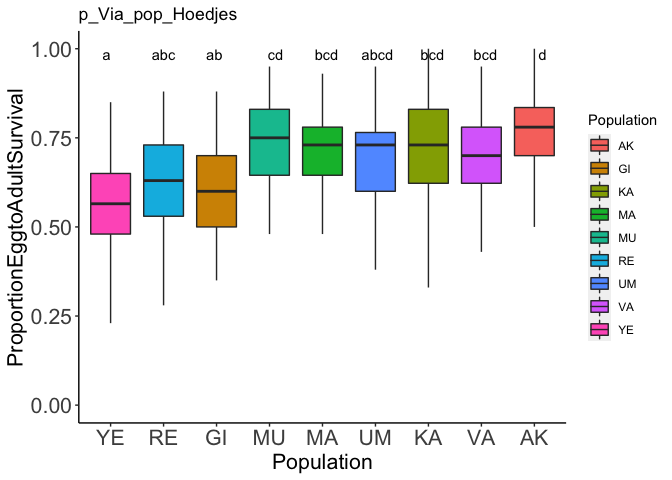 p_Via_pop_Hoedjes
ProportionEggtoAdultSurvival
1.00
0.75
0.50
0.25
0.00
a abc ab cd bcd abcd bcd bcd d
YE RE GI MU MA UM KA VA AK
Population
Population
AK
GI
KA
MA
MU
RE
UM
VA
YE